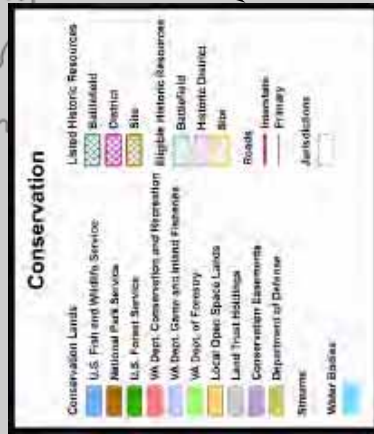 Conservation
Conservation Lands
U.S. Fish and Wildlife Service
National Park Service
U.S. Forest Service
VA Dept. Conservation and Recreation
VA Dept. Game and Inland Fisheries
VA Dept. of Forestry
Local Open Space Lands
Land Trust Holdings
Conservation Easements
Department of Defense
Streams
Water Bodies
Listed Historic Resources
Battlefield
District
Site
Eligible Historic Resources
Battlefield
Historic District
Site
Roads
Interstate
Primary
Jurisdictions